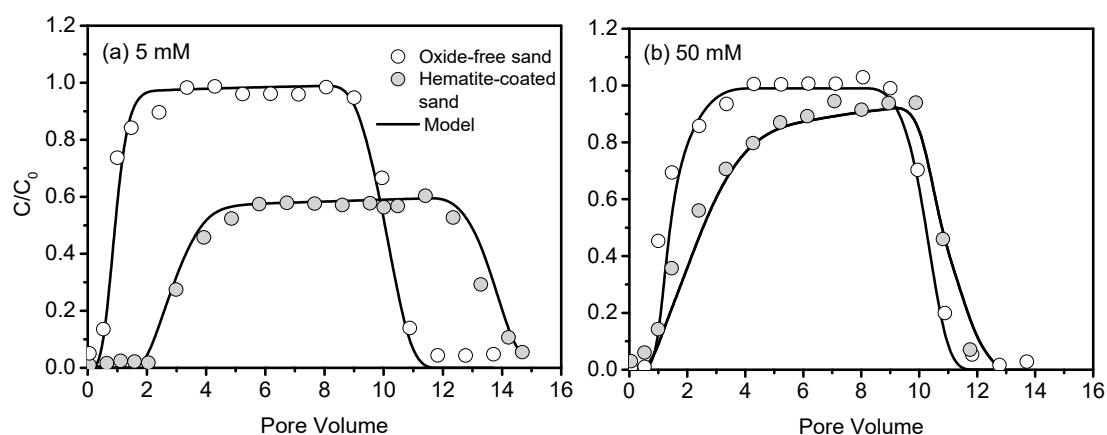 (a) 5 mM
Oxide-free sand
Hematite-coated
sand
Model
C/C0
1.2
1.0
0.8
0.6
0.4
0.2
0.0
0 2 4 6 8 10 12 14 16
Pore Volume
(b) 50 mM
1.2
1.0
0.8
0.6
0.4
0.2
0.0
0 2 4 6 8 10 12 14 16
Pore Volume